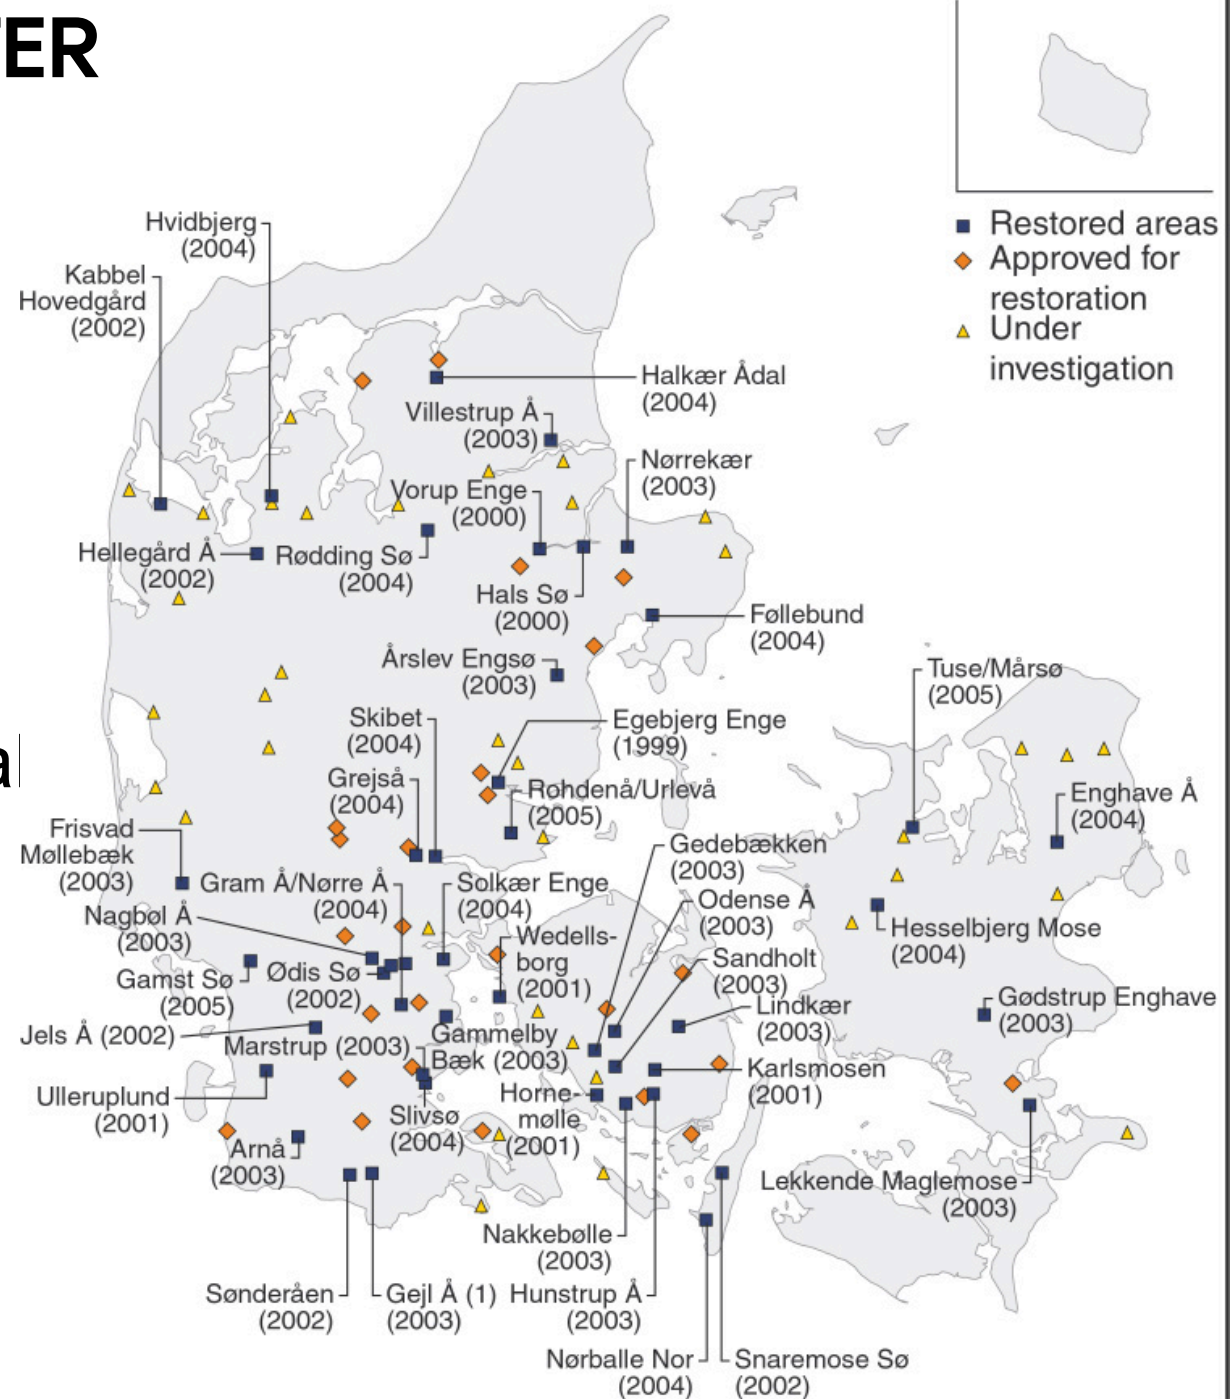 TER
Hvidbjerg
(2004)
Kabbel
Hovedgård
(2002)
Restored areas
Approved for
restoration
Under
investigation
Halkær Ådal
(2004)
Villestrup Å
(2003)
Nørrekær
(2003)
Vorup Enge
(2000)
Hellegård Å
(2002)
Rødding Sø
(2004)
Hals Sø
(2000)
Føllebund
(2004)
Årslev Engsø
(2003)
Tuse/Mårsø
(2005)
Skibet
(2004)
Egebjerg Enge
(1999)
al
Grejså
(2004)
Rohdenå/Urlevå
(2005)
Enghave Å
(2004)
Frisvad
Møllebæk
(2003)
Gedebækken
(2003)
Gram Å/Nørre Å
(2004)
Solkær Enge
(2004)
Odense Å
(2003)
Nagbøl Å
(2003)
Hesselbjerg Mose
(2004)
Wedells-
borg
(2001)
Sandholt
(2003)
Gamst Sø
(2005)
Ødis Sø
(2002)
Lindkær
(2003)
Gødstrup Enghave
(2003)
Jels Å (2002)
Marstrup (2003)
Gammelby
Bæk (2003)
Karlsmosen
(2001)
Ulleruplund
(2001)
Horne-
mølle
(2001)
Slivsø
(2004)
Arnå
(2003)
Lekkende Maglemose
(2003)
Nakkebølle
(2003)
Sønderåen
(2002)
Gejl Å (1)
(2003)
Hunstrup Å
(2003)
Nørballe Nor
(2004)
Snaremose Sø
(2002)